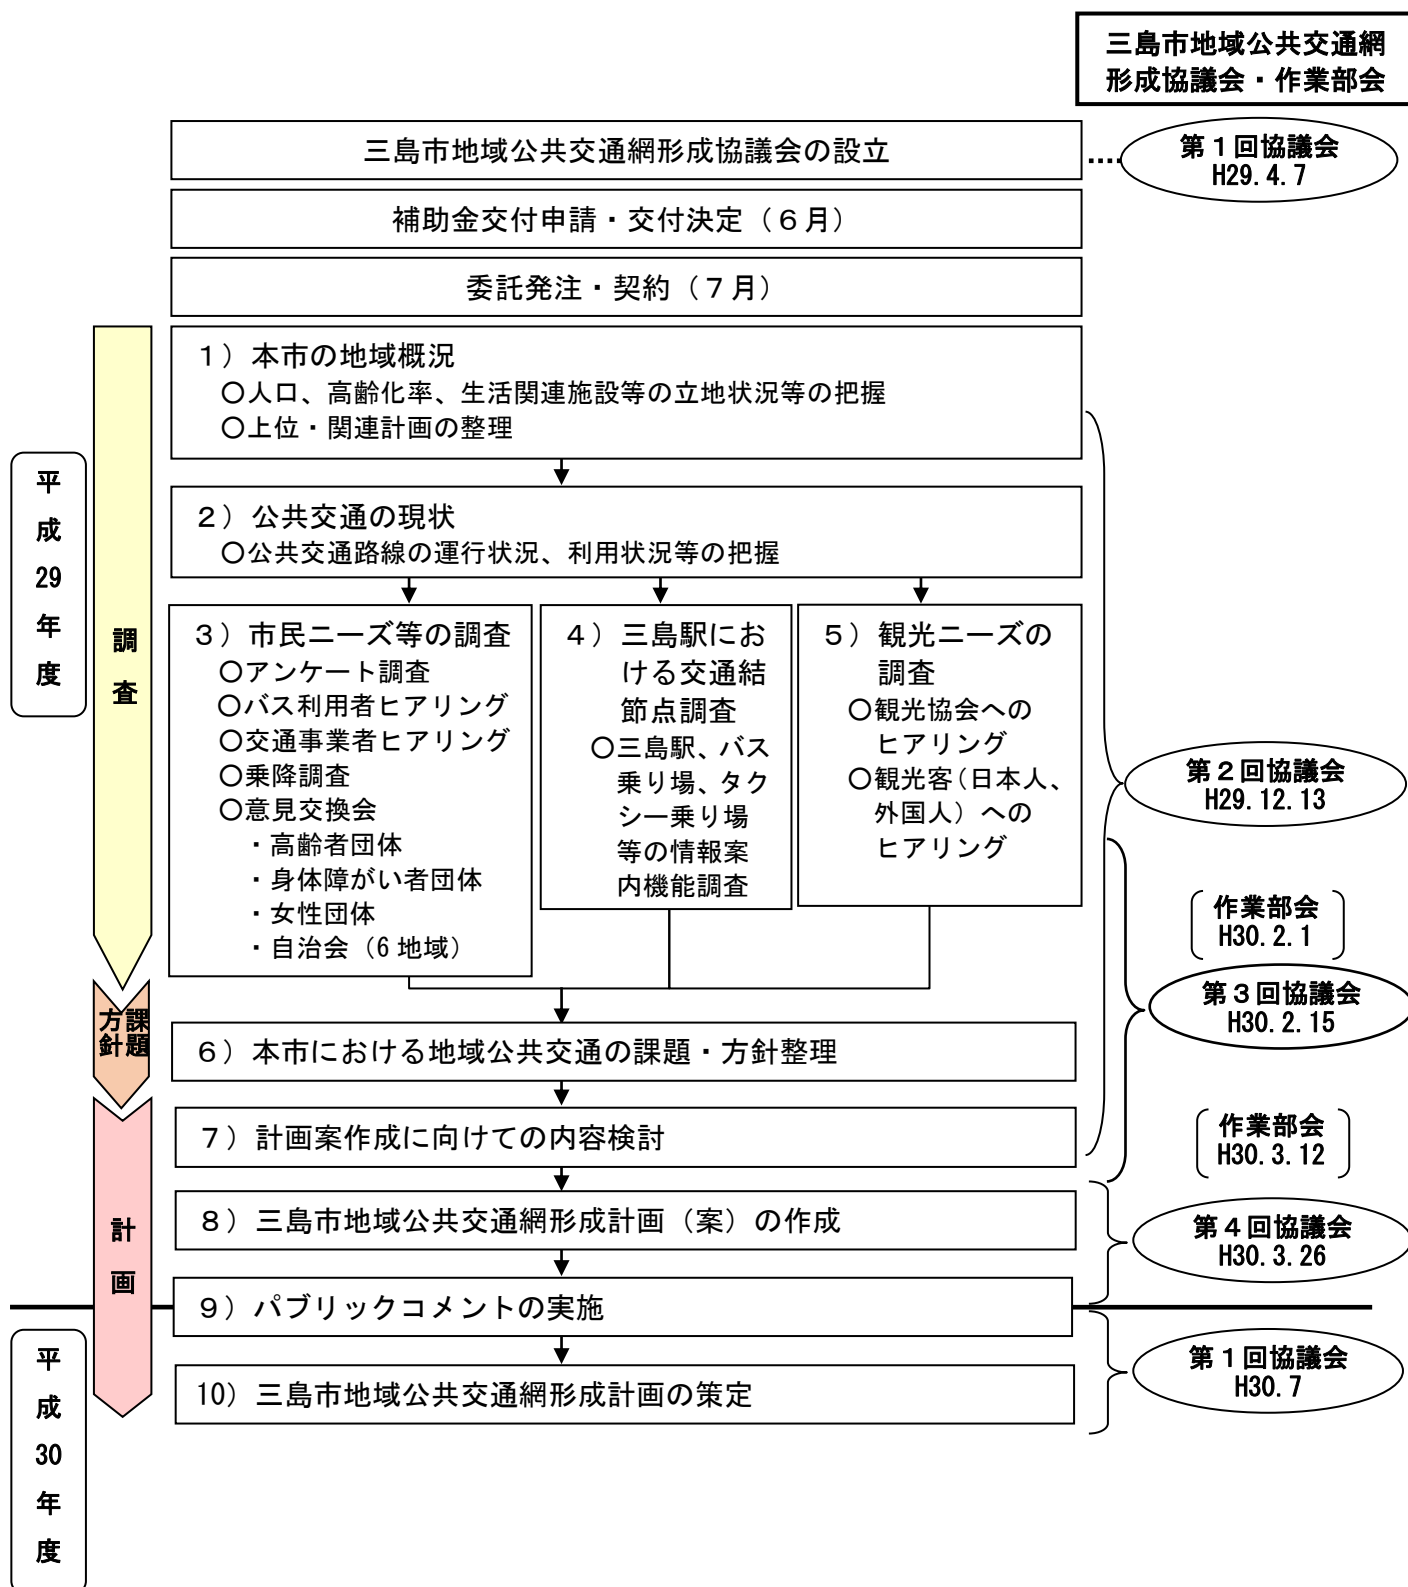 三島市地域公共交通網
形成協議会・作業部会
三島市地域公共交通網形成協議会の設立
第１回協議会
H29.4.7
補助金交付申請・交付決定（６月）
委託発注・契約（７月）
平成29年度
調査
１）本市の地域概況
○人口、高齢化率、生活関連施設等の立地状況等の把握
○上位・関連計画の整理
２）公共交通の現状
○公共交通路線の運行状況、利用状況等の把握
３）市民ニーズ等の調査
○アンケート調査
○バス利用者ヒアリング
○交通事業者ヒアリング
○乗降調査
○意見交換会
・高齢者団体
・身体障がい者団体
・女性団体
・自治会（6 地域）
４）三島駅にお
ける交通結
節点調査
○三島駅、バス
乗り場、タク
シー乗り場
等の情報案
内機能調査
５）観光ニーズの
調査
○観光協会への
ヒアリング
○観光客（日本人、
外国人）への
ヒアリング
第２回協議会
H29.12.13
作業部会
H30.2.1
第３回協議会
H30.2.15
課題
方針
６）本市における地域公共交通の課題・方針整理
７）計画案作成に向けての内容検討
作業部会
H30.3.12
計画
８）三島市地域公共交通網形成計画（案）の作成
第４回協議会
H30.3.26
９）パブリックコメントの実施
平成30年度
10）三島市地域公共交通網形成計画の策定
第１回協議会
H30.7